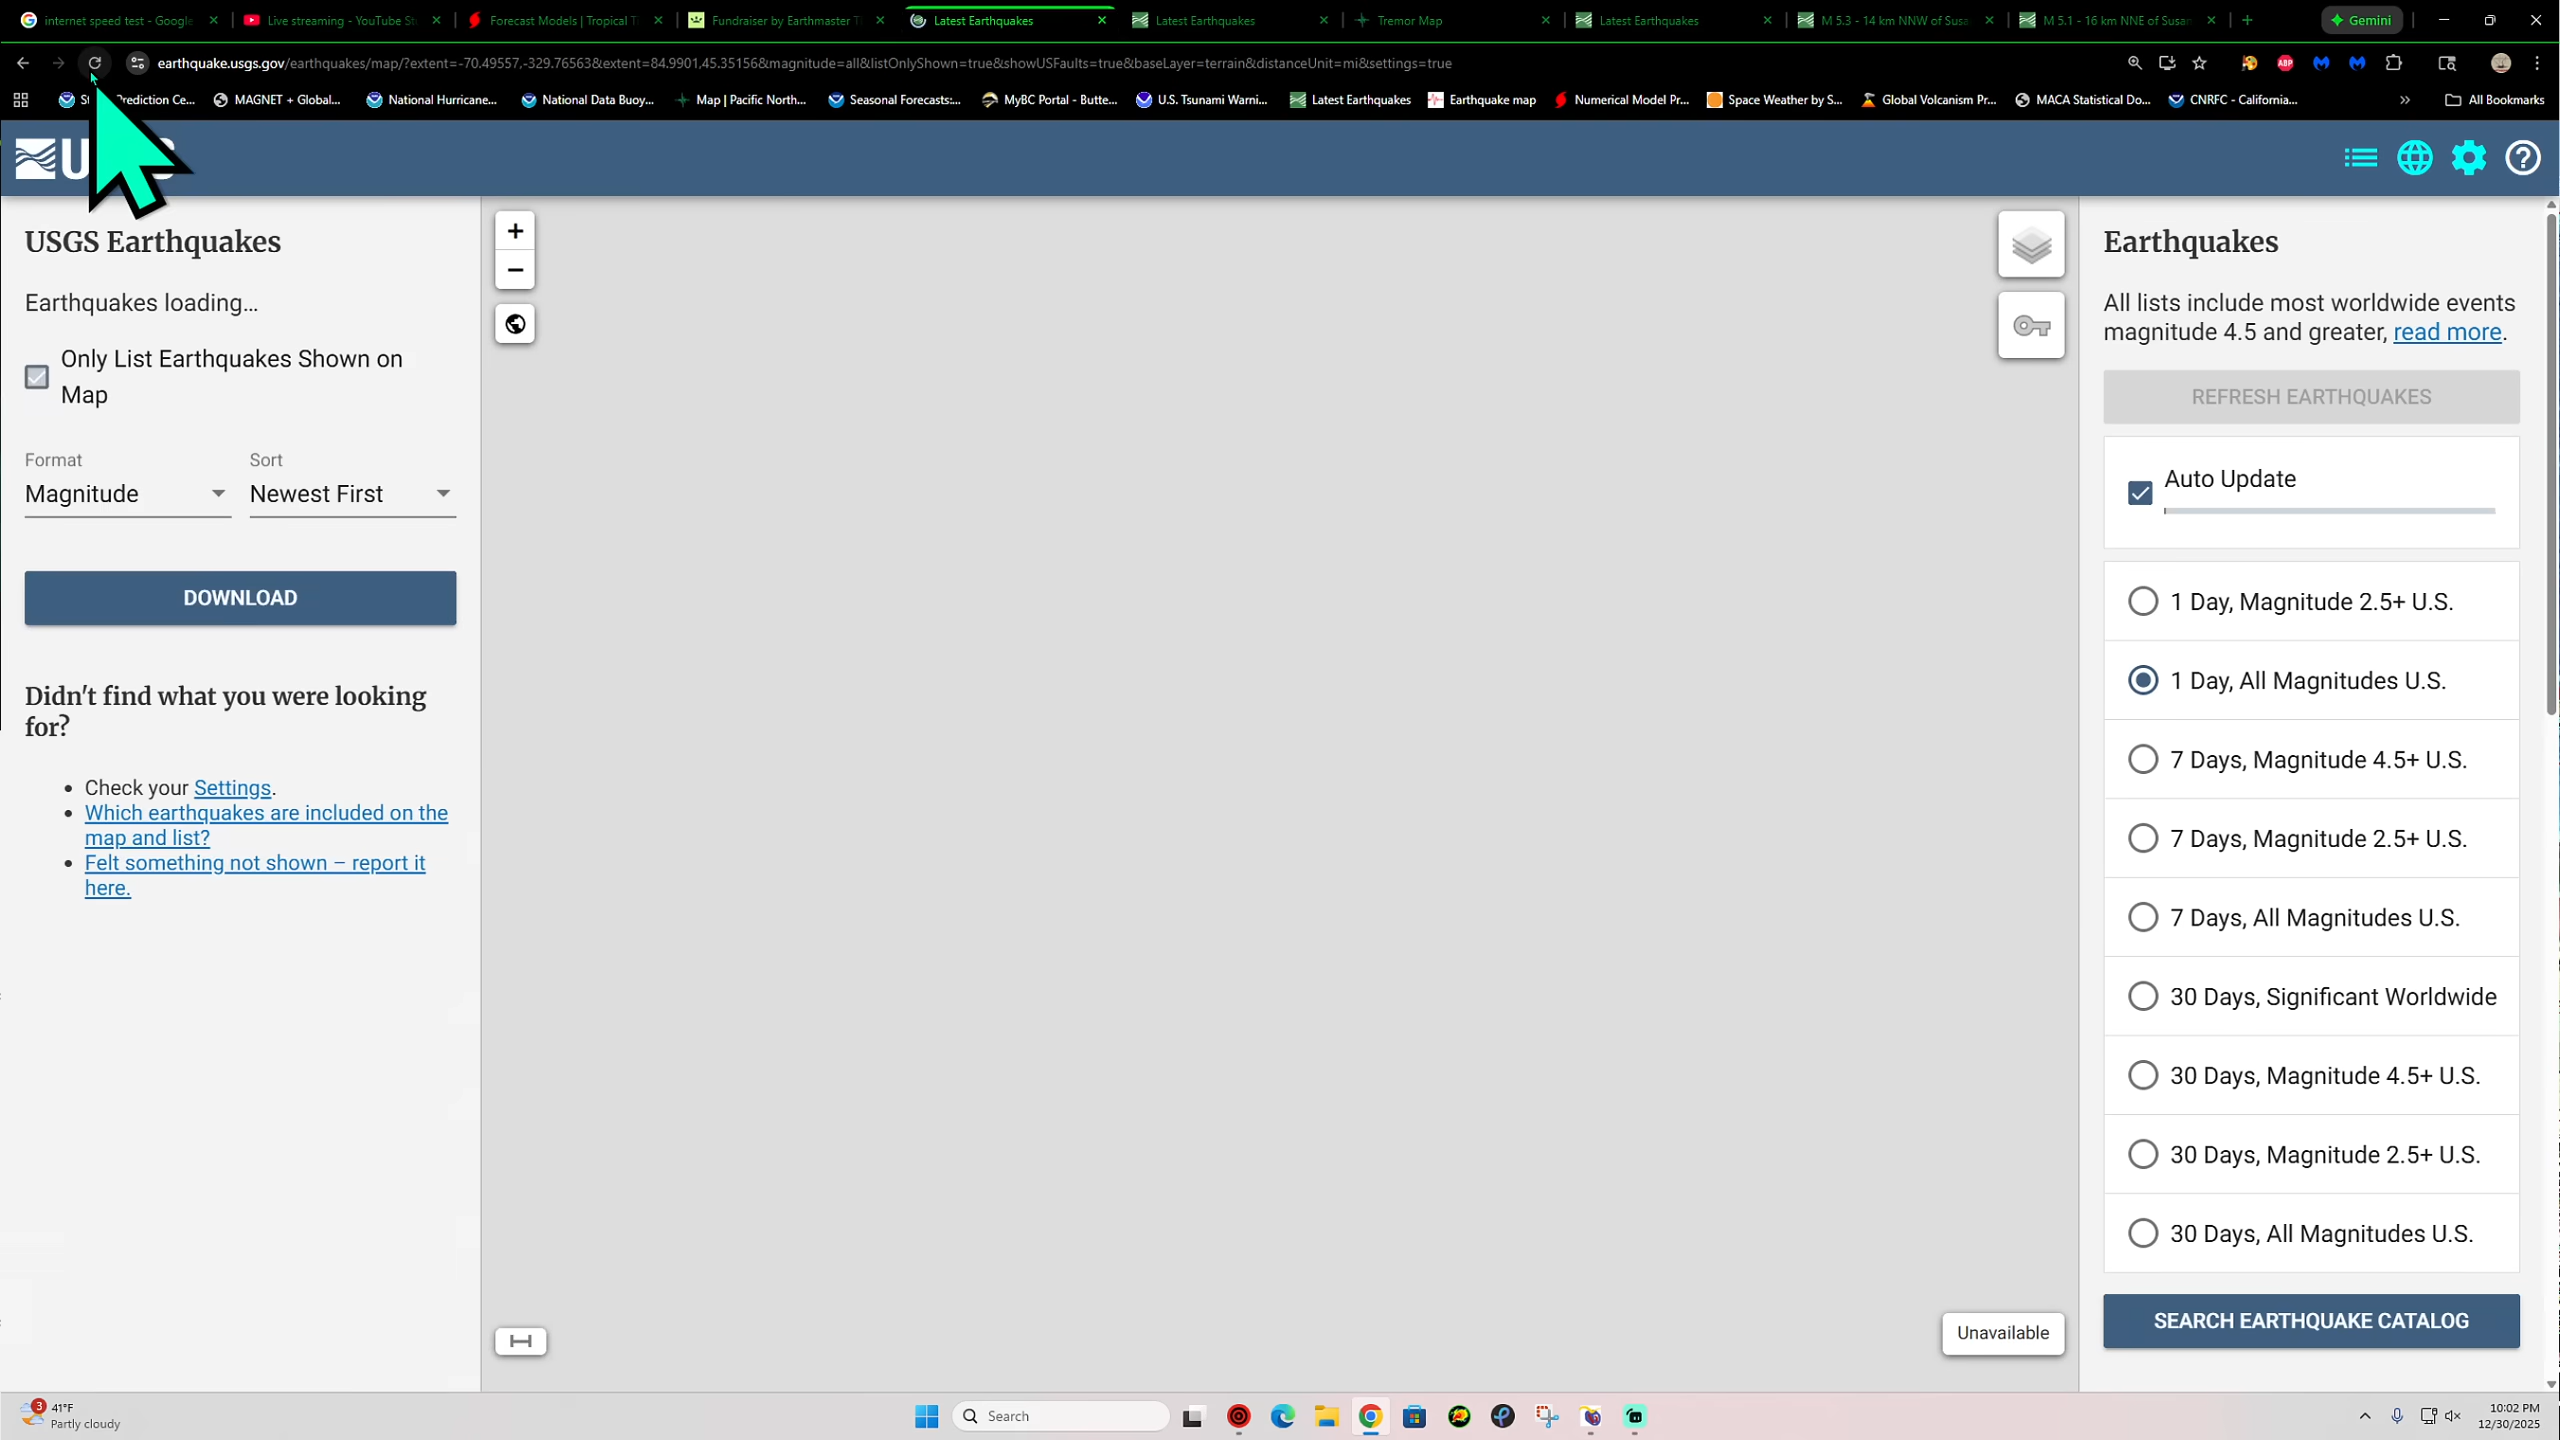 internet speed test - Google
Live streaming - YouTube St
Forecast Models | Tropical T
Fundraiser by Earthmaster T
Latest Earthquakes
Latest Earthquakes
Tremor Map
Latest Earthquakes
M 5.3 - 14 km NNW of Susa
M 5.1 - 16 km NNE of Susan
Gemini
earthquake.usgs.gov/earthquakes/map/?extent=-70.49557,-329.76563&extent=84.9901,45.35156&magnitude=all&listOnlyShown=true&showUSFaults=true&baseLayer=terrain&distanceUnit=mi&settings=true
Prediction Ce...
MAGNET + Global...
National Hurricane...
National Data Buoy...
Map | Pacific North...
Seasonal Forecasts:...
MyBC Portal - Butte...
U.S. Tsunami Warni...
Latest Earthquakes
Earthquake map
Numerical Model Pr...
Space Weather by S...
Global Volcanism Pr...
MACA Statistical Do...
CNRFC - California...
All Bookmarks
USGS Earthquakes
Earthquakes loading...
Only List Earthquakes Shown on
Map
Format
Sort
Magnitude
Newest First
DOWNLOAD
Didn't find what you were looking
for?
• Check your Settings.
• Which earthquakes are included on the
map and list?
• Felt something not shown – report it
here.
Unavailable
Earthquakes
All lists include most worldwide events
magnitude 4.5 and greater, read more.
REFRESH EARTHQUAKES
Auto Update
1 Day, Magnitude 2.5+ U.S.
1 Day, All Magnitudes U.S.
7 Days, Magnitude 4.5+ U.S.
7 Days, Magnitude 2.5+ U.S.
7 Days, All Magnitudes U.S.
30 Days, Significant Worldwide
30 Days, Magnitude 4.5+ U.S.
30 Days, Magnitude 2.5+ U.S.
30 Days, All Magnitudes U.S.
SEARCH EARTHQUAKE CATALOG
3
41°F
Partly cloudy
Search
10:02 PM
12/30/2025